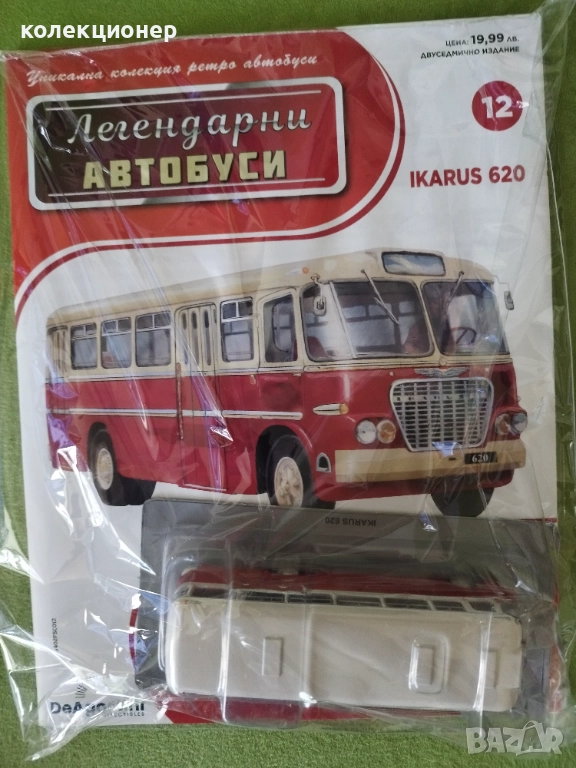 колекционер
ЦЕНА: 19,99 ЛВ.
ДВУСЕДМИЧНО ИЗДАНИЕ
Уникална колекция ретро автобуси
Легендарни
АВТОБУСИ
12
IKARUS 620
620
IKARUS 620
BAZAR